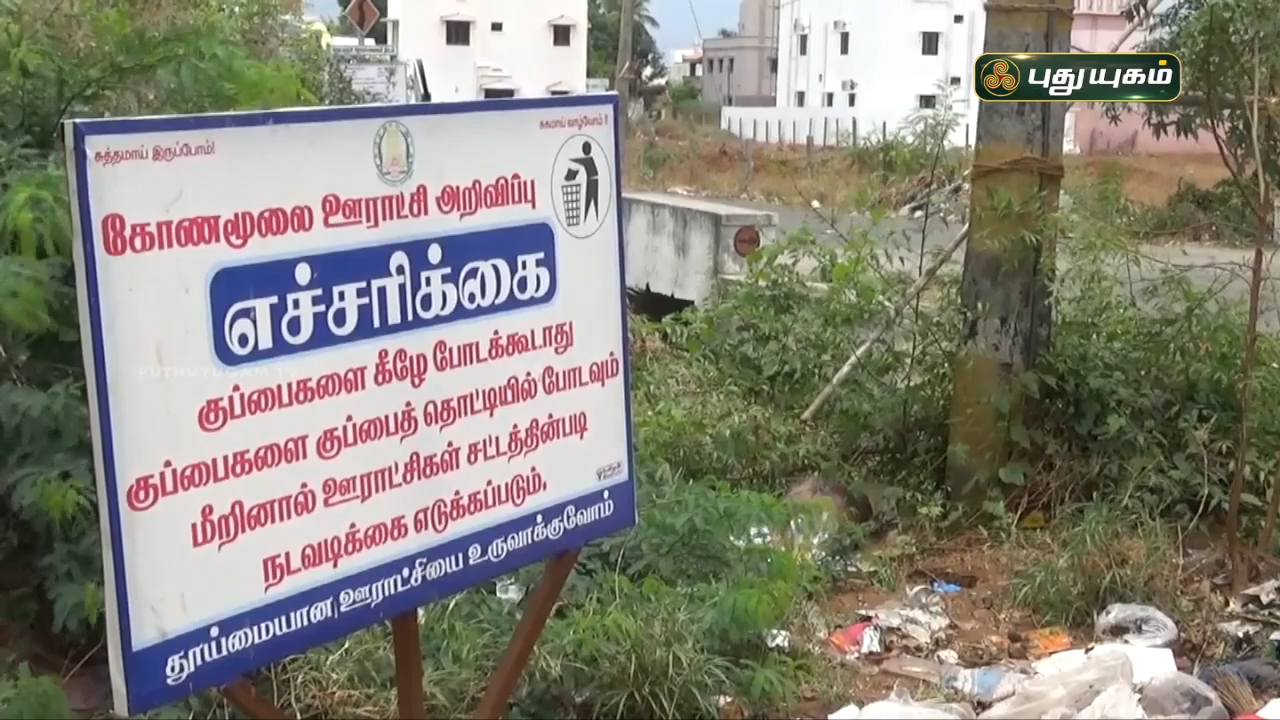 புதுயுகம்
சுத்தமாய் இருப்போம்!
சுகமாய் வாழ்வோம் !!
கோணமூலை ஊராட்சி அறிவிப்பு
எச்சரிக்கை
குப்பைகளை கீழே போடக்கூடாது
குப்பைகளை குப்பைத் தொட்டியில் போடவும்
மீறினால் ஊராட்சிகள் சட்டத்தின்படி
நடவடிக்கை எடுக்கப்படும்.
தூய்மையான ஊராட்சியை உருவாக்குவோம்
PUTHUYUGAM TV